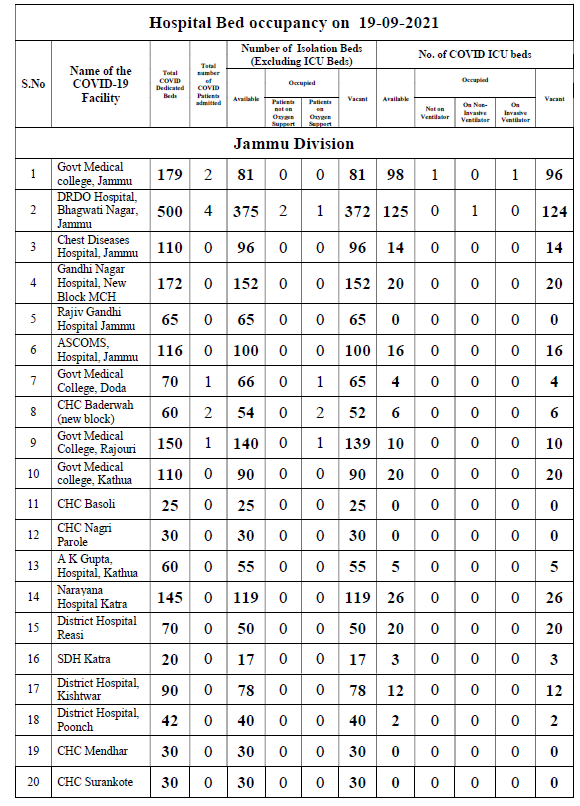 Hospital Bed occupancy on 19-09-2021
S.No
Name of the
COVID-19
Facility
Total
COVID
Dedicated
Beds
Total
number
of
COVID
Patients
admitted
Number of Isolation Beds
(Excluding ICU Beds)
No. of COVID ICU beds
Available
Occupied
Vacant
Available
Occupied
Vacant
Patients
not on
Oxygen
Support
Patients
on
Oxygen
Support
Not on
Ventilator
On Non-
Invasive
Ventilator
On
Invasive
Ventilator
Jammu Division
1 Govt Medical
college, Jammu 179 2 81 0 0 81 98 1 0 1 96
2 DRDO Hospital,
Bhagwati Nagar,
Jammu 500 4 375 2 1 372 125 0 1 0 124
3 Chest Diseases
Hospital, Jammu 110 0 96 0 0 96 14 0 0 0 14
4 Gandhi Nagar
Hospital, New
Block MCH 172 0 152 0 0 152 20 0 0 0 20
5 Rajiv Gandhi
Hospital Jammu 65 0 65 0 0 65 0 0 0 0 0
6 ASCOMS,
Hospital, Jammu 116 0 100 0 0 100 16 0 0 0 16
7 Govt Medical
College, Doda 70 1 66 0 1 65 4 0 0 0 4
8 CHC Baderwah
(new block) 60 2 54 0 2 52 6 0 0 0 6
9 Govt Medical
College, Rajouri 150 1 140 0 1 139 10 0 0 0 10
10 Govt Medical
college, Kathua 110 0 90 0 0 90 20 0 0 0 20
11 CHC Basoli 25 0 25 0 0 25 0 0 0 0 0
12 CHC Nagri
Parole 30 0 30 0 0 30 0 0 0 0 0
13 A K Gupta,
Hospital, Kathua 60 0 55 0 0 55 5 0 0 0 5
14 Narayana
Hospital Katra 145 0 119 0 0 119 26 0 0 0 26
15 District Hospital
Reasi 70 0 50 0 0 50 20 0 0 0 20
16 SDH Katra 20 0 17 0 0 17 3 0 0 0 3
17 District Hospital,
Kishtwar 90 0 78 0 0 78 12 0 0 0 12
18 District Hospital,
Poonch 42 0 40 0 0 40 2 0 0 0 2
19 CHC Mendhar 30 0 30 0 0 30 0 0 0 0 0
20 CHC Surankote 30 0 30 0 0 30 0 0 0 0 0